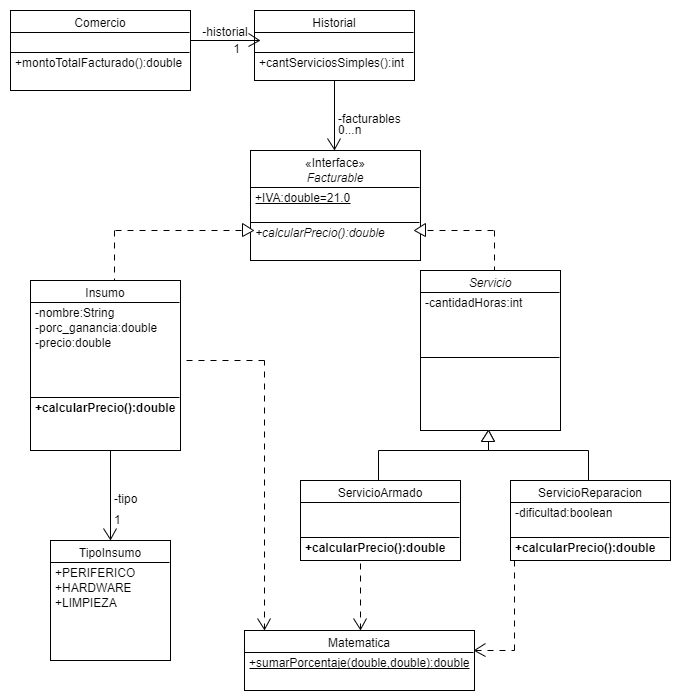 Comercio
+montoTotalFacturado():double
-historial
1
Historial
+cantServiciosSimples():int
-facturables
0...n
«Interface»
Facturable
+IVA:double=21.0
+calcularPrecio():double
Insumo
-nombre:String
-porc_ganancia:double
-precio:double
+calcularPrecio():double
Servicio
-cantidadHoras:int
-tipo
1
TipoInsumo
+PERIFERICO
+HARDWARE
+LIMPIEZA
ServicioArmado
+calcularPrecio():double
ServicioReparacion
-dificultad:boolean
+calcularPrecio():double
Matematica
+sumarPorcentaje(double,double):double